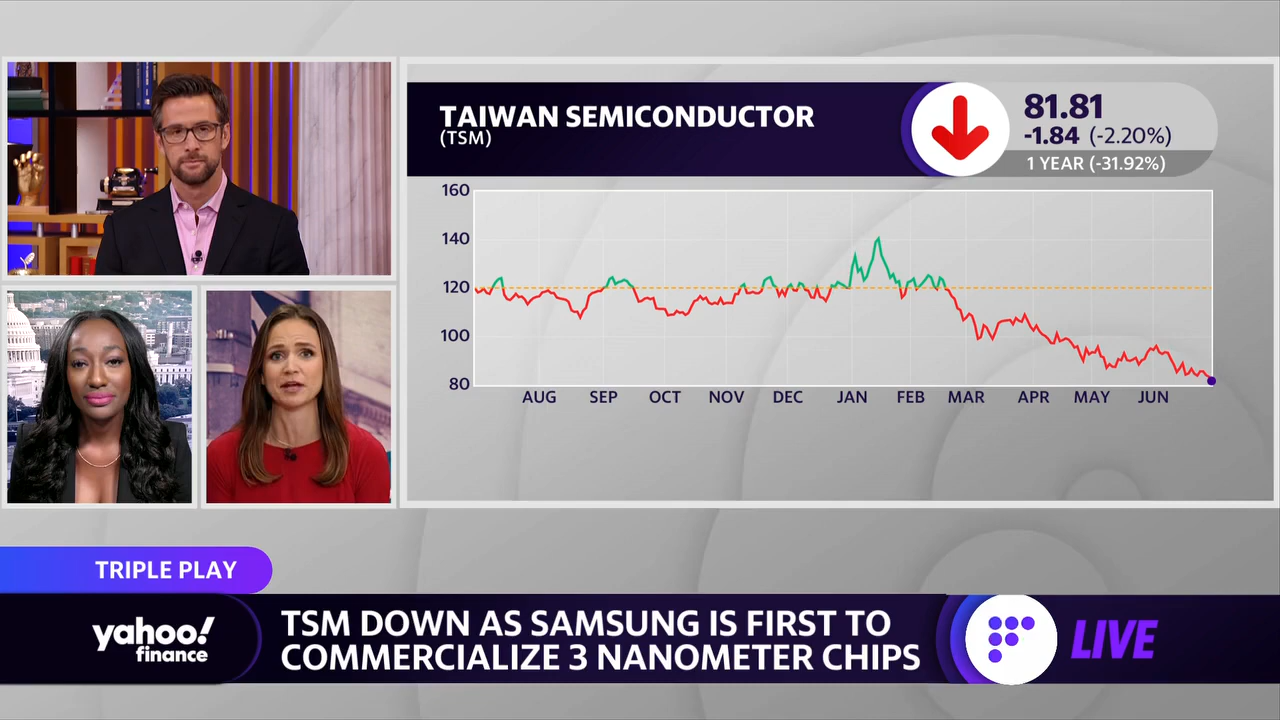 TAIWAN SEMICONDUCTOR
(TSM)
81.81
-1.84 (-2.20%)
1 YEAR (-31.92%)
160
140
120
100
80
AUG SEP OCT NOV DEC JAN FEB MAR APR MAY JUN
TRIPLE PLAY
yahoo!
finance
TSM DOWN AS SAMSUNG IS FIRST TO
COMMERCIALIZE 3 NANOMETER CHIPS
LIVE